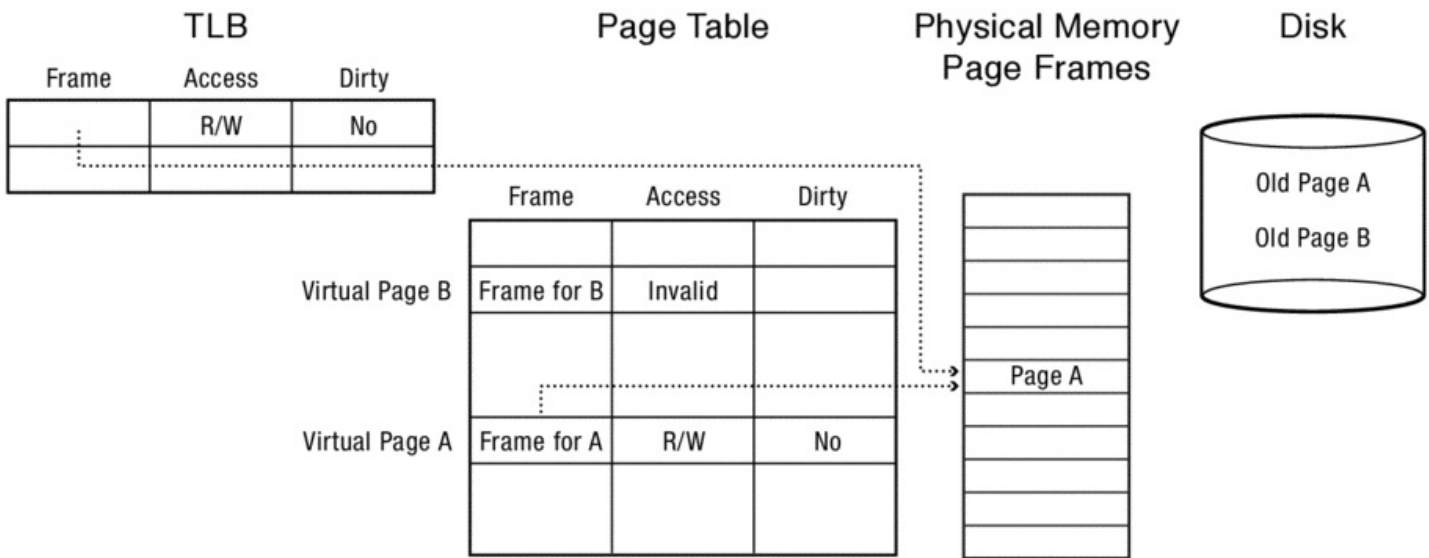 TLB
Page Table
Physical Memory
Page Frames
Disk
Frame Access Dirty
R/W No
Old Page A
Old Page B
Frame Access Dirty
Virtual Page B Frame for B Invalid
Page A
Virtual Page A Frame for A R/W No